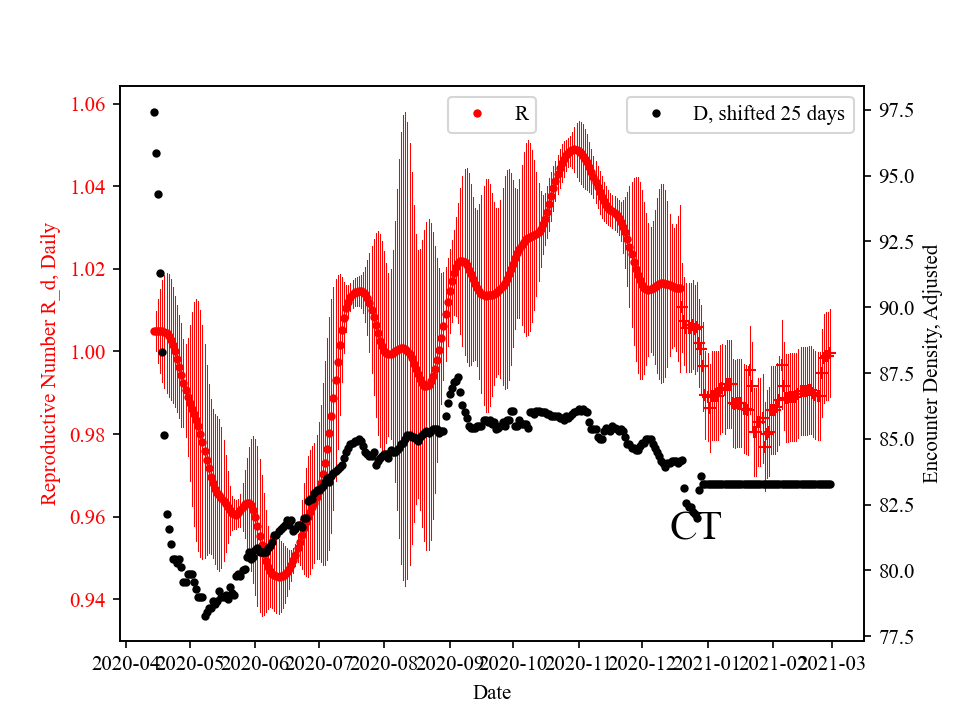 R
D, shifted 25 days
1.06
1.04
1.02
1.00
0.98
0.96
0.94
Reproductive Number R_d, Daily
97.5
95.0
92.5
90.0
87.5
85.0
82.5
80.0
77.5
Encounter Density, Adjusted
CT
2020-04 2020-05 2020-06 2020-07 2020-08 2020-09 2020-10 2020-11 2020-12 2021-01 2021-02 2021-03
Date